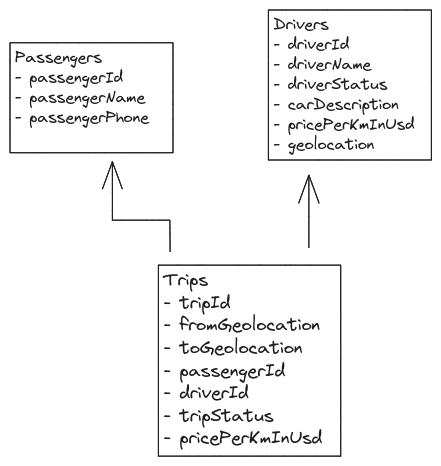 Passengers
- passengerId
- passengerName
- passengerPhone
Drivers
- driverId
- driverName
- driverStatus
- carDescription
- pricePerKmInUsd
- geolocation
Trips
- tripId
- fromGeolocation
- toGeolocation
- passengerId
- driverId
- tripStatus
- pricePerKmInUsd